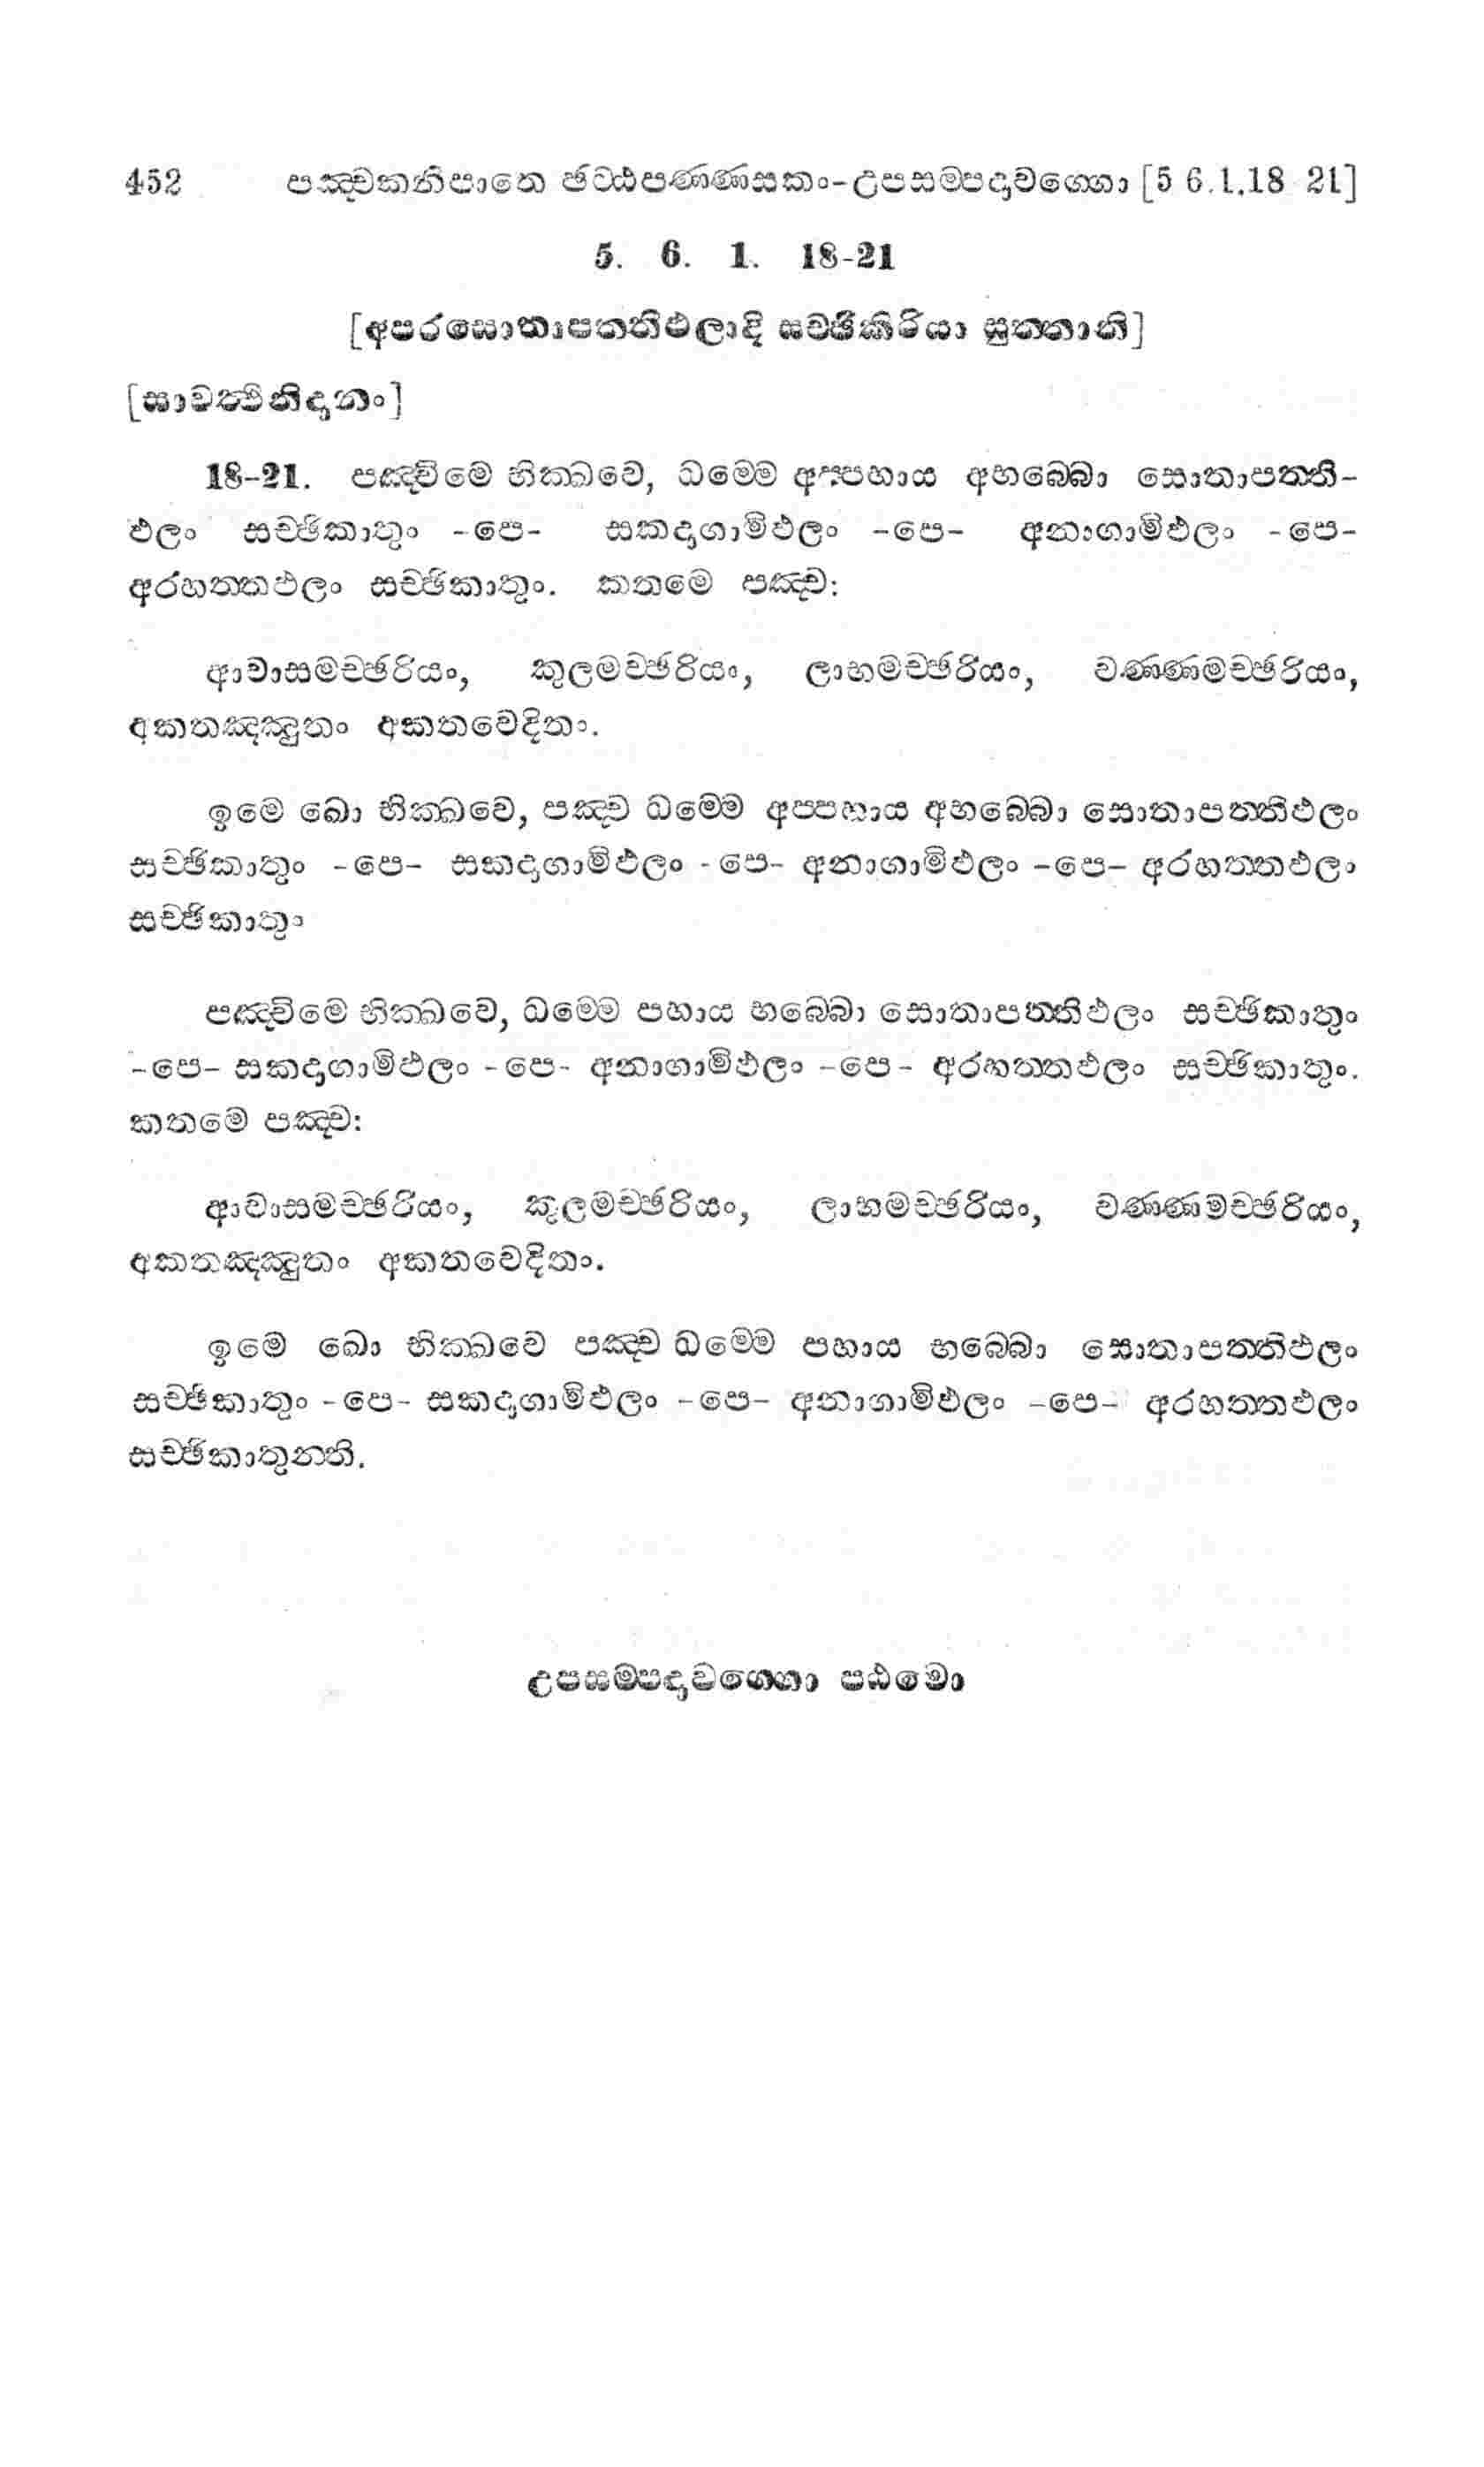 452 පඤ්චකනිපාතෙ ඡට්ඨපණ්ණාසකං-උපසම්පදාවග්ගො [5 6.1.18 21]
5. 6. 1. 18-21
[අපරසොතාපත්තිඵලාදි සච්ඡිකිරියා සුත්තානි]
[සාවත්ථිනිදානං]
18-21. පඤ්චිමෙ භික්ඛවෙ, ධම්මෙ අප්පහාය අභබ්බො සොතාපත්ති-
ඵලං සච්ඡිකාතුං -පෙ- සකදාගාමිඵලං -පෙ- අනාගාමිඵලං -පෙ-
අරහත්තඵලං සච්ඡිකාතුං. කතමෙ පඤ්ච:
ආවාසමච්ඡරියං, කුලමච්ඡරියං, ලාභමච්ඡරියං, වණ්ණමච්ඡරියං,
අකතඤ්ඤුතං අකතවෙදිතං.
ඉමෙ ඛො භික්ඛවෙ, පඤ්ච ධම්මෙ අප්පහාය අභබ්බො සොතාපත්තිඵලං
සච්ඡිකාතුං -පෙ- සකදාගාමිඵලං -පෙ- අනාගාමිඵලං -පෙ- අරහත්තඵලං
සච්ඡිකාතුං
පඤ්චිමෙ භික්ඛවෙ, ධම්මෙ පහාය භබ්බො සොතාපත්තිඵලං සච්ඡිකාතුං
-පෙ- සකදාගාමිඵලං -පෙ- අනාගාමිඵලං -පෙ- අරහත්තඵලං සච්ඡිකාතුං.
කතමෙ පඤ්ච:
ආවාසමච්ඡරියං, කුලමච්ඡරියං, ලාභමච්ඡරියං, වණ්ණමච්ඡරියං,
අකතඤ්ඤුතං අකතවෙදිතං.
ඉමෙ ඛො භික්ඛවෙ පඤ්ච ධම්මෙ පහාය භබ්බො සොතාපත්තිඵලං
සච්ඡිකාතුං -පෙ- සකදාගාමිඵලං -පෙ- අනාගාමිඵලං -පෙ- අරහත්තඵලං
සච්ඡිකාතුන්ති.
උපසම්පදාවග්ගො පඨමො